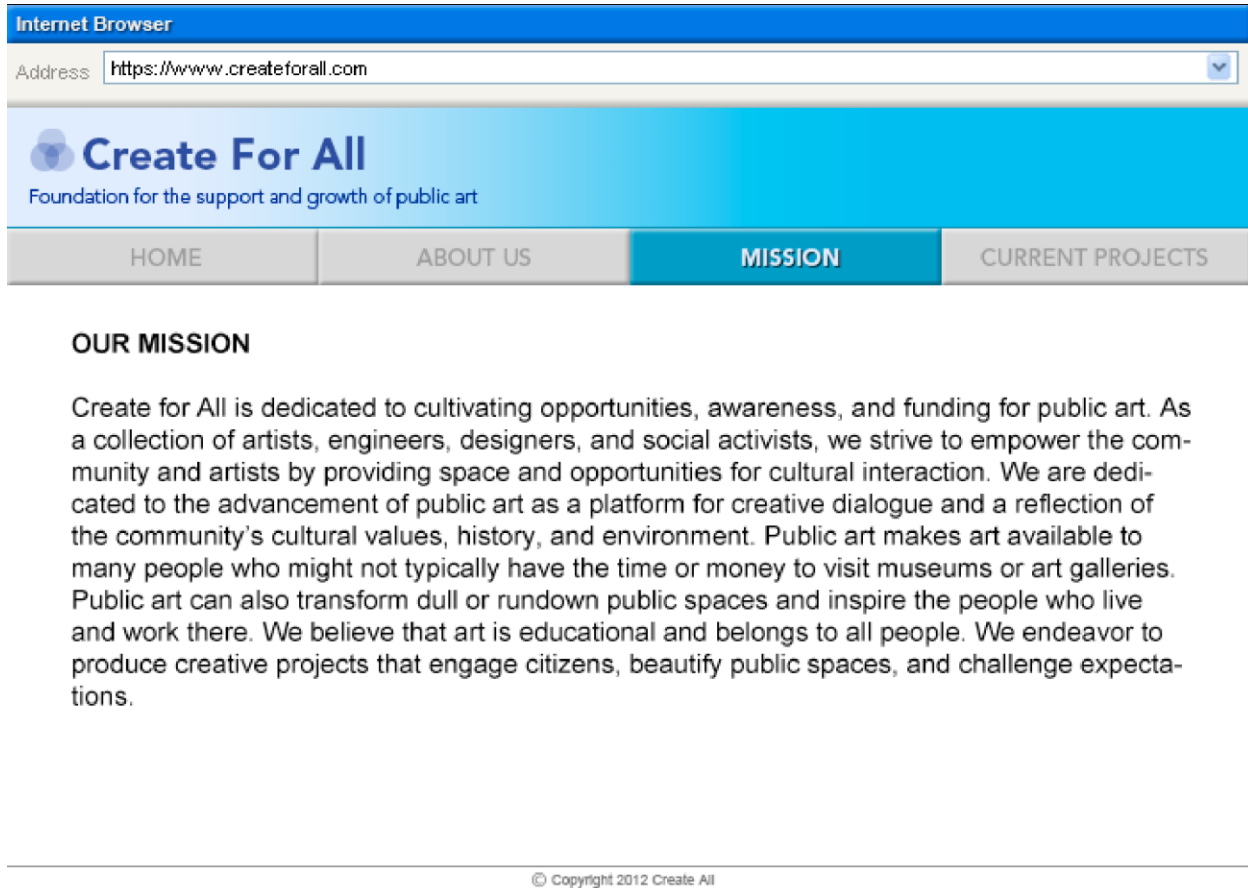 Internet Browser
Address https://www.createforall.com
Create For All
Foundation for the support and growth of public art
HOME ABOUT US MISSION CURRENT PROJECTS
OUR MISSION
Create for All is dedicated to cultivating opportunities, awareness, and funding for public art. As
a collection of artists, engineers, designers, and social activists, we strive to empower the com-
munity and artists by providing space and opportunities for cultural interaction. We are dedi-
cated to the advancement of public art as a platform for creative dialogue and a reflection of
the community's cultural values, history, and environment. Public art makes art available to
many people who might not typically have the time or money to visit museums or art galleries.
Public art can also transform dull or rundown public spaces and inspire the people who live
and work there. We believe that art is educational and belongs to all people. We endeavor to
produce creative projects that engage citizens, beautify public spaces, and challenge expecta-
tions.
© Copyright 2012 Create All